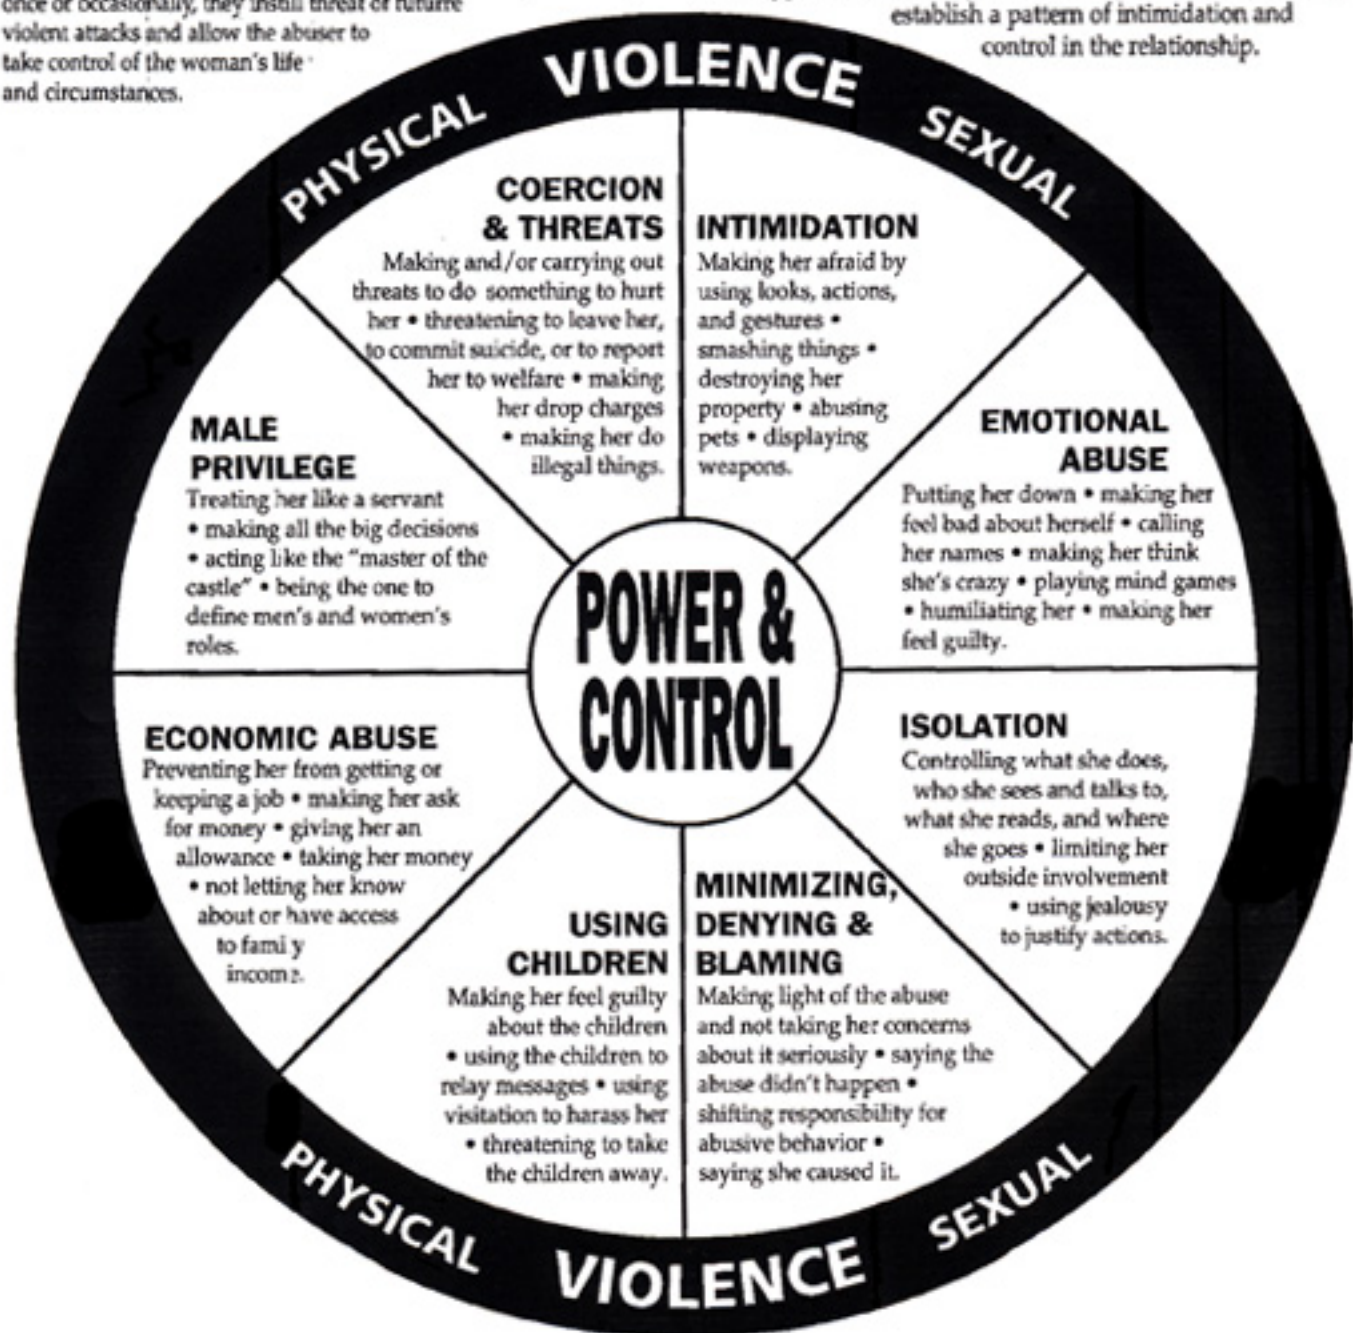 once or occasionally, they instill threat of future
violent attacks and allow the abuser to
take control of the woman's life
and circumstances.
establish a pattern of intimidation and
control in the relationship.
PHYSICAL VIOLENCE SEXUAL
COERCION
& THREATS
Making and/or carrying out
threats to do something to hurt
her • threatening to leave her,
to commit suicide, or to report
her to welfare • making
her drop charges
• making her do
illegal things.
INTIMIDATION
Making her afraid by
using looks, actions,
and gestures •
smashing things •
destroying her
property • abusing
pets • displaying
weapons.
MALE
PRIVILEGE
Treating her like a servant
• making all the big decisions
• acting like the "master of the
castle" • being the one to
define men's and women's
roles.
EMOTIONAL
ABUSE
Putting her down • making her
feel bad about herself • calling
her names • making her think
she's crazy • playing mind games
• humiliating her • making her
feel guilty.
POWER &
CONTROL
ECONOMIC ABUSE
Preventing her from getting or
keeping a job • making her ask
for money • giving her an
allowance • taking her money
• not letting her know
about or have access
to family
income.
ISOLATION
Controlling what she does,
who she sees and talks to,
what she reads, and where
she goes • limiting her
outside involvement
• using jealousy
to justify actions.
USING
CHILDREN
Making her feel guilty
about the children
• using the children to
relay messages • using
visitation to harass her
• threatening to take
the children away.
MINIMIZING,
DENYING &
BLAMING
Making light of the abuse
and not taking her concerns
about it seriously • saying the
abuse didn't happen •
shifting responsibility for
abusive behavior •
saying she caused it.
PHYSICAL VIOLENCE SEXUAL